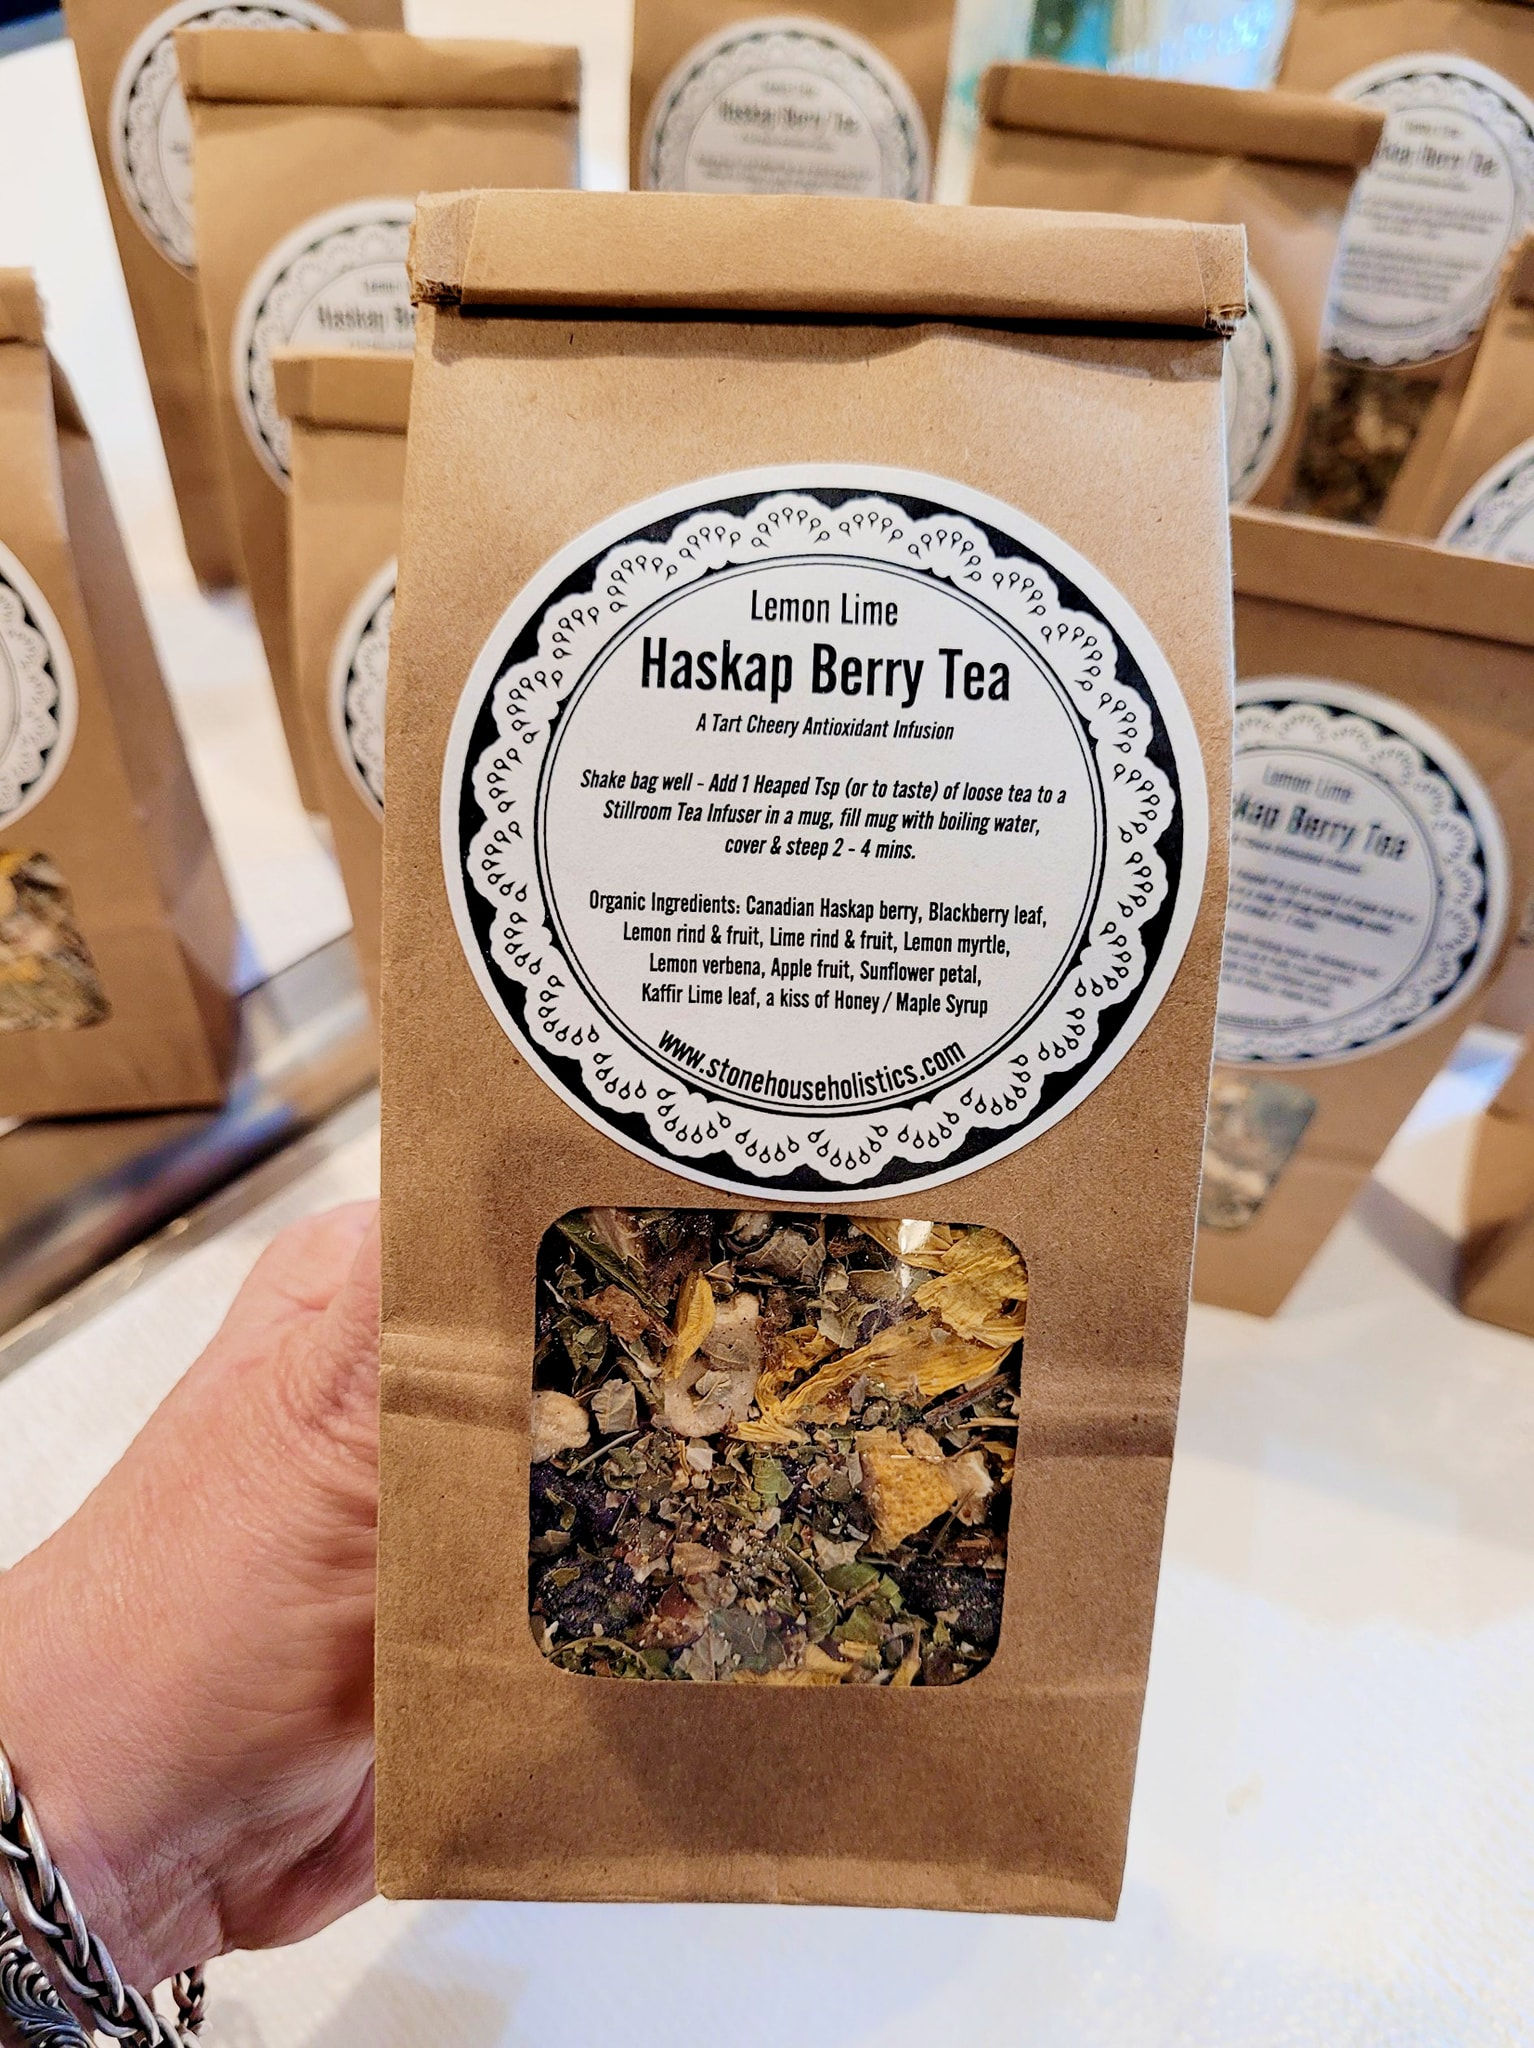 Lemon Lime
Haskap Berry Tea
A Tart Cheery Antioxidant Infusion
Shake bag well - Add 1 Heaped Tsp (or to taste) of loose tea to a
Stillroom Tea Infuser in a mug, fill mug with boiling water,
cover & steep 2 - 4 mins.
Organic Ingredients: Canadian Haskap berry, Blackberry leaf,
Lemon rind & fruit, Lime rind & fruit, Lemon myrtle,
Lemon verbena, Apple fruit, Sunflower petal,
Kaffir Lime leaf, a kiss of Honey / Maple Syrup
www.stonehouseholistics.com
Haskap Berry Tea
Berry Tea
Lemon
Haskap
Lemon Lime
Berry Tea